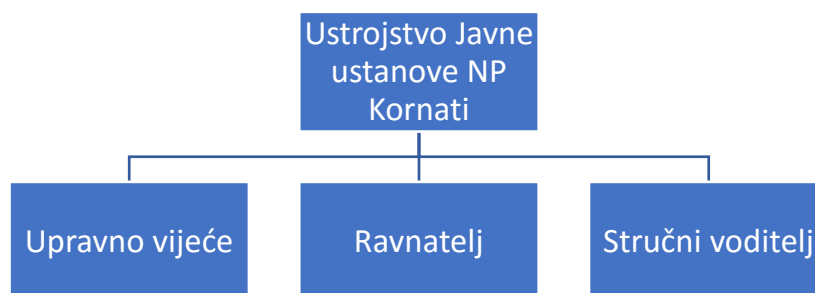 Ustrojstvo Javne
ustanove NP
Kornati
Upravno vijeće
Ravnatelj
Stručni voditelj